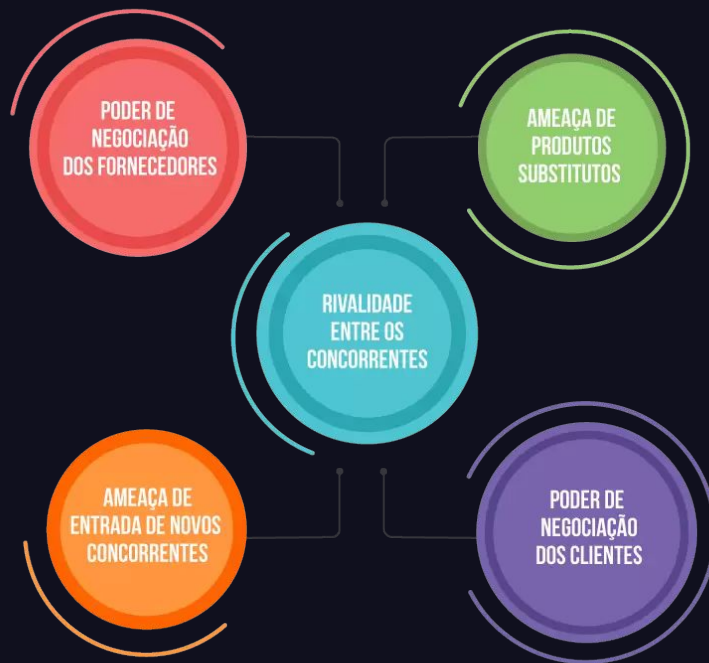 PODER DE
NEGOCIAÇÃO
DOS FORNECEDORES
AMEAÇA DE
PRODUTOS
SUBSTITUTOS
RIVALIDADE
ENTRE OS
CONCORRENTES
AMEAÇA DE
ENTRADA DE NOVOS
CONCORRENTES
PODER DE
NEGOCIAÇÃO
DOS CLIENTES